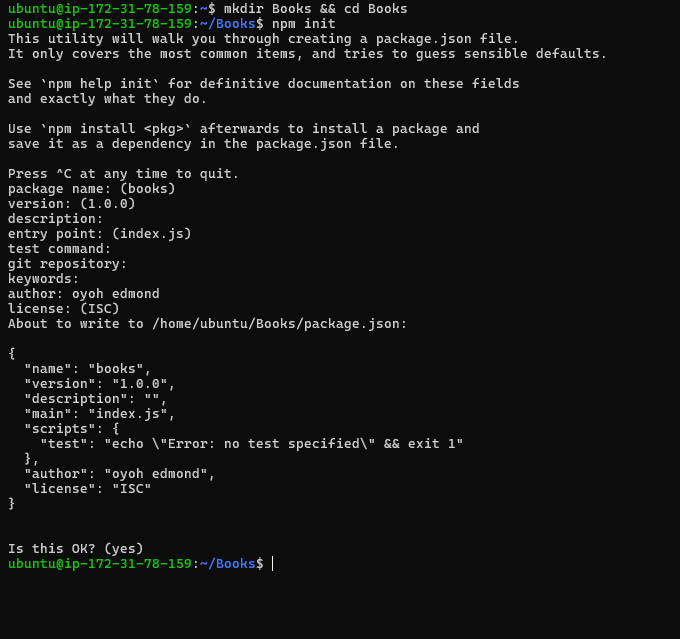 ubuntu@ip-172-31-78-159:~$ mkdir Books && cd Books
ubuntu@ip-172-31-78-159:~/Books$ npm init
This utility will walk you through creating a package.json file.
It only covers the most common items, and tries to guess sensible defaults.
See `npm help init` for definitive documentation on these fields
and exactly what they do.
Use `npm install <pkg>` afterwards to install a package and
save it as a dependency in the package.json file.
Press ^C at any time to quit.
package name: (books)
version: (1.0.0)
description:
entry point: (index.js)
test command:
git repository:
keywords:
author: oyoh edmond
license: (ISC)
About to write to /home/ubuntu/Books/package.json:
{
  "name": "books",
  "version": "1.0.0",
  "description": "",
  "main": "index.js",
  "scripts": {
    "test": "echo \"Error: no test specified\" && exit 1"
  },
  "author": "oyoh edmond",
  "license": "ISC"
}
Is this OK? (yes)
ubuntu@ip-172-31-78-159:~/Books$